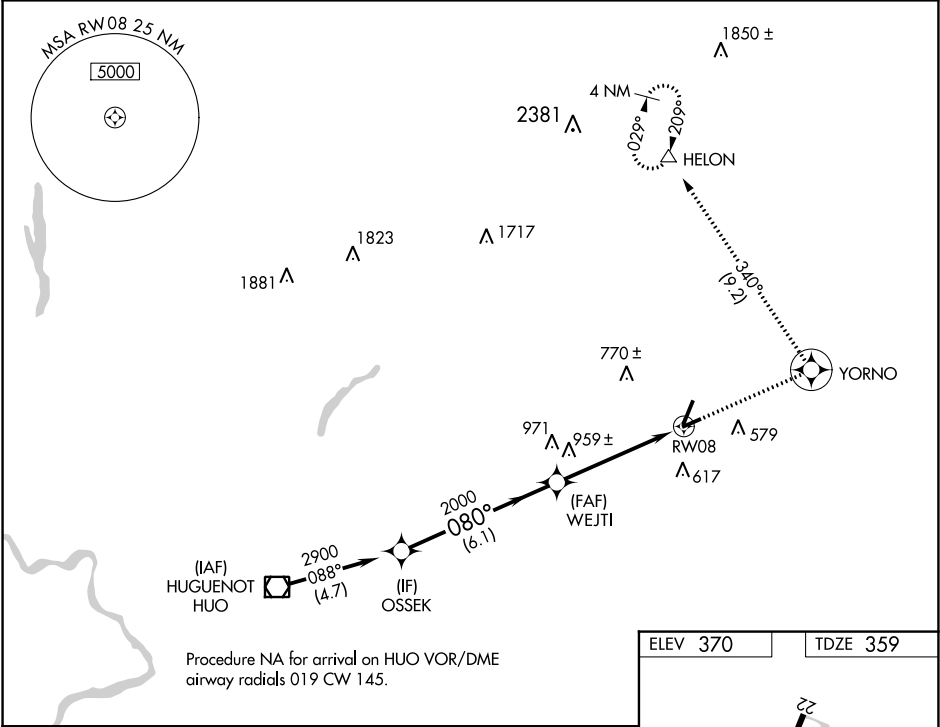 MSA RW08 25 NM
5000
1850 ±
4 NM
2381
029°
209°
HELON
1823
1717
1881
340°
(9.2)
770 ±
YORNO
971
959 ±
579
RW08
617
2000
080°
(6.1)
(FAF)
WEJTI
(IAF)
HUGUENOT
HUO
2900
088°
(4.7)
(IF)
OSSEK
Procedure NA for arrival on HUO VOR/DME
airway radials 019 CW 145.
ELEV 370
TDZE 359
22